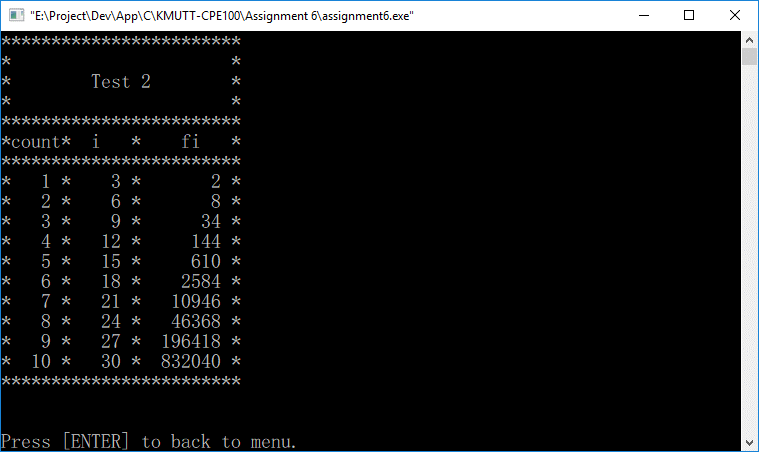 "E:\Project\Dev\App\C\KMUTT-CPE100\Assignment 6\assignment6.exe"
************************
*                      *
*        Test 2        *
*                      *
************************
*count*  i   *    fi   *
************************
*   1 *    3 *       2 *
*   2 *    6 *       8 *
*   3 *    9 *      34 *
*   4 *   12 *     144 *
*   5 *   15 *     610 *
*   6 *   18 *    2584 *
*   7 *   21 *   10946 *
*   8 *   24 *   46368 *
*   9 *   27 *  196418 *
*  10 *   30 *  832040 *
************************
Press [ENTER] to back to menu.